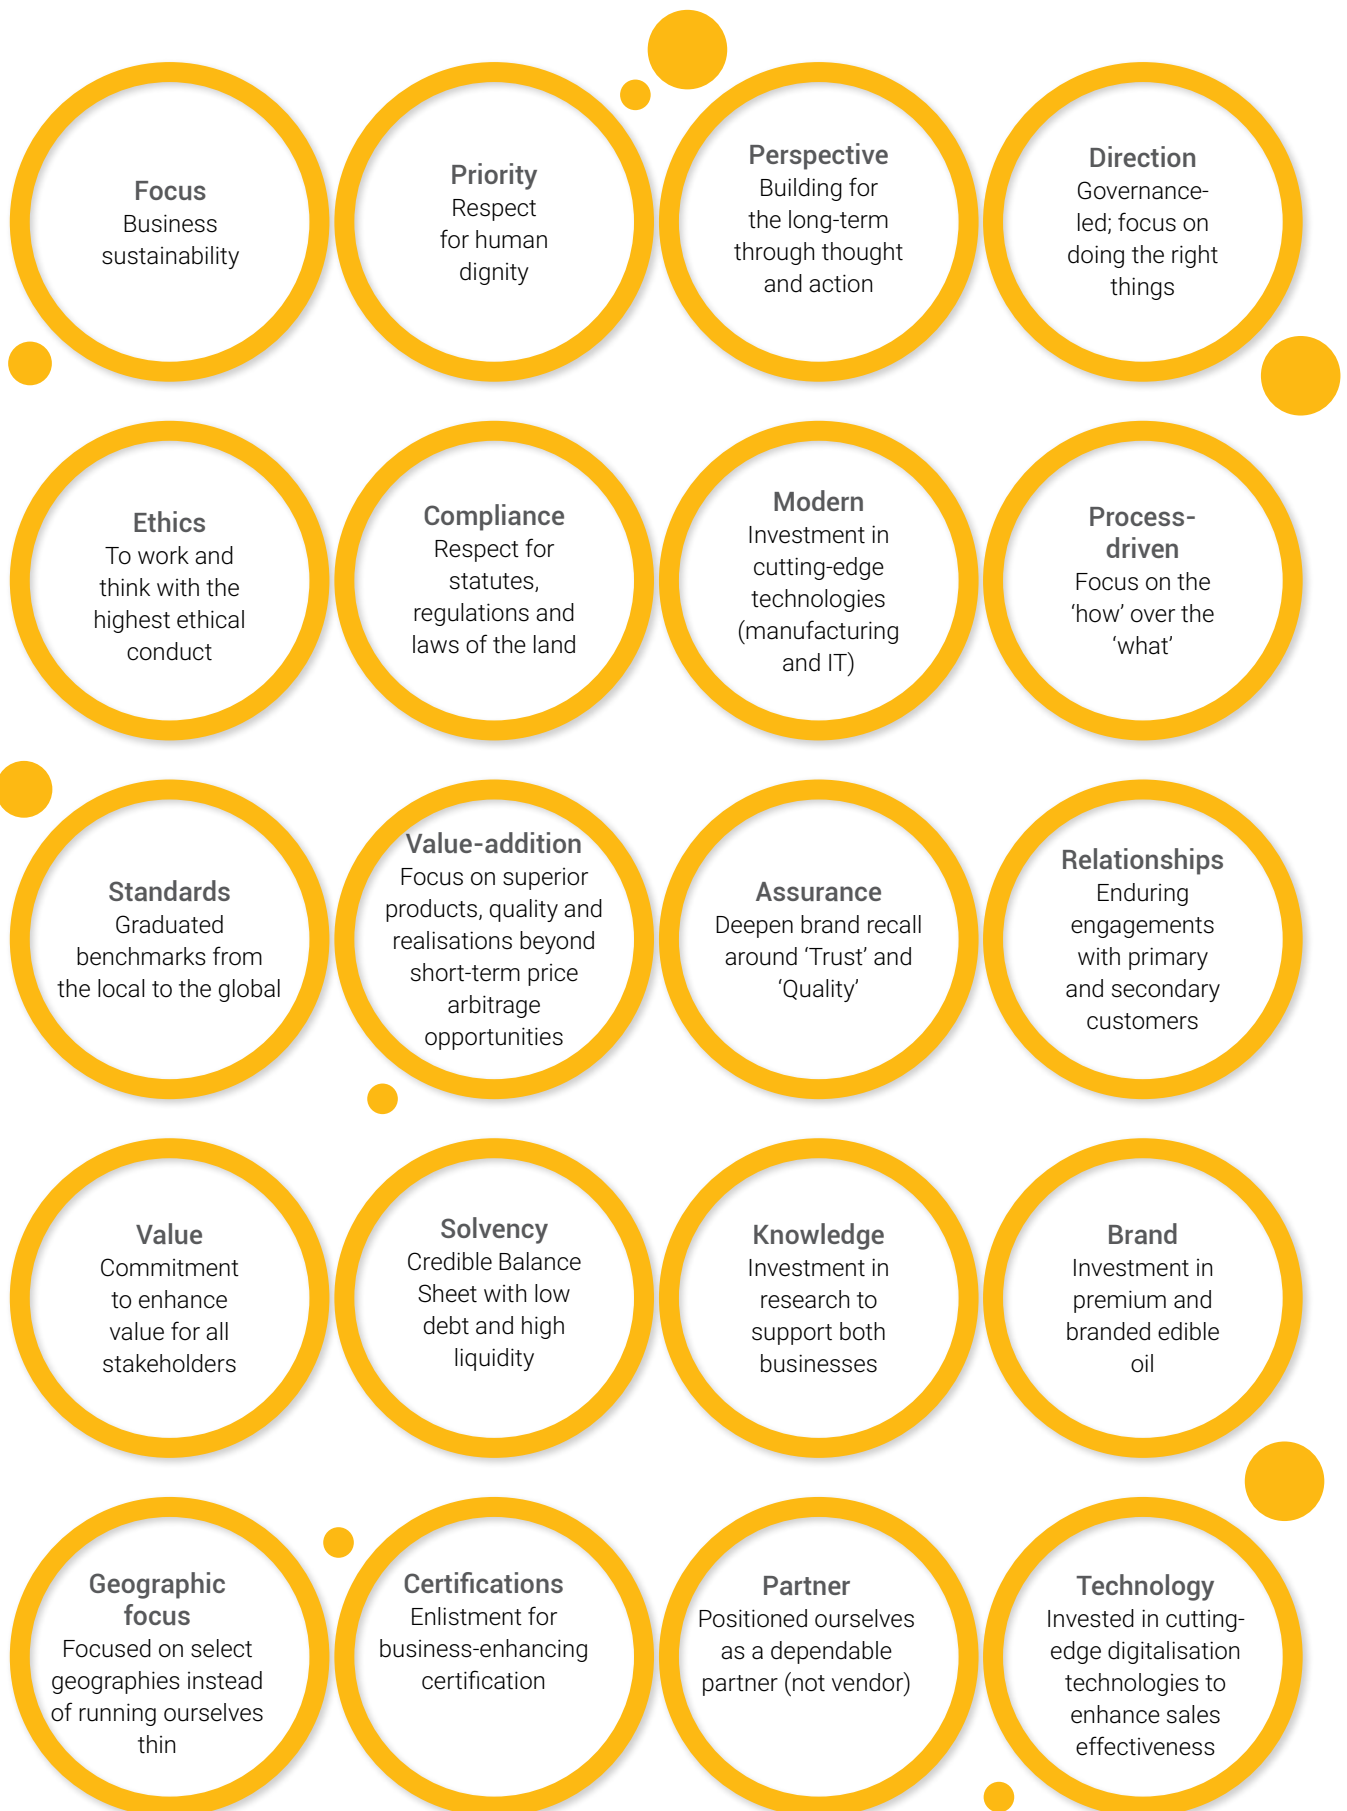 Focus
Business
sustainability
Priority
Respect
for human
dignity
Perspective
Building for
the long-term
through thought
and action
Direction
Governance-
led; focus on
doing the right
things
Ethics
To work and
think with the
highest ethical
conduct
Compliance
Respect for
statutes,
regulations and
laws of the land
Modern
Investment in
cutting-edge
technologies
(manufacturing
and IT)
Process-
driven
Focus on the
‘how’ over the
‘what’
Standards
Graduated
benchmarks from
the local to the global
Value-addition
Focus on superior
products, quality and
realisations beyond
short-term price
arbitrage
opportunities
Assurance
Deepen brand recall
around ‘Trust’ and
‘Quality’
Relationships
Enduring
engagements
with primary
and secondary
customers
Value
Commitment
to enhance
value for all
stakeholders
Solvency
Credible Balance
Sheet with low
debt and high
liquidity
Knowledge
Investment in
research to
support both
businesses
Brand
Investment in
premium and
branded edible
oil
Geographic
focus
Focused on select
geographies instead
of running ourselves
thin
Certifications
Enlistment for
business-enhancing
certification
Partner
Positioned ourselves
as a dependable
partner (not vendor)
Technology
Invested in cutting-
edge digitalisation
technologies to
enhance sales
effectiveness